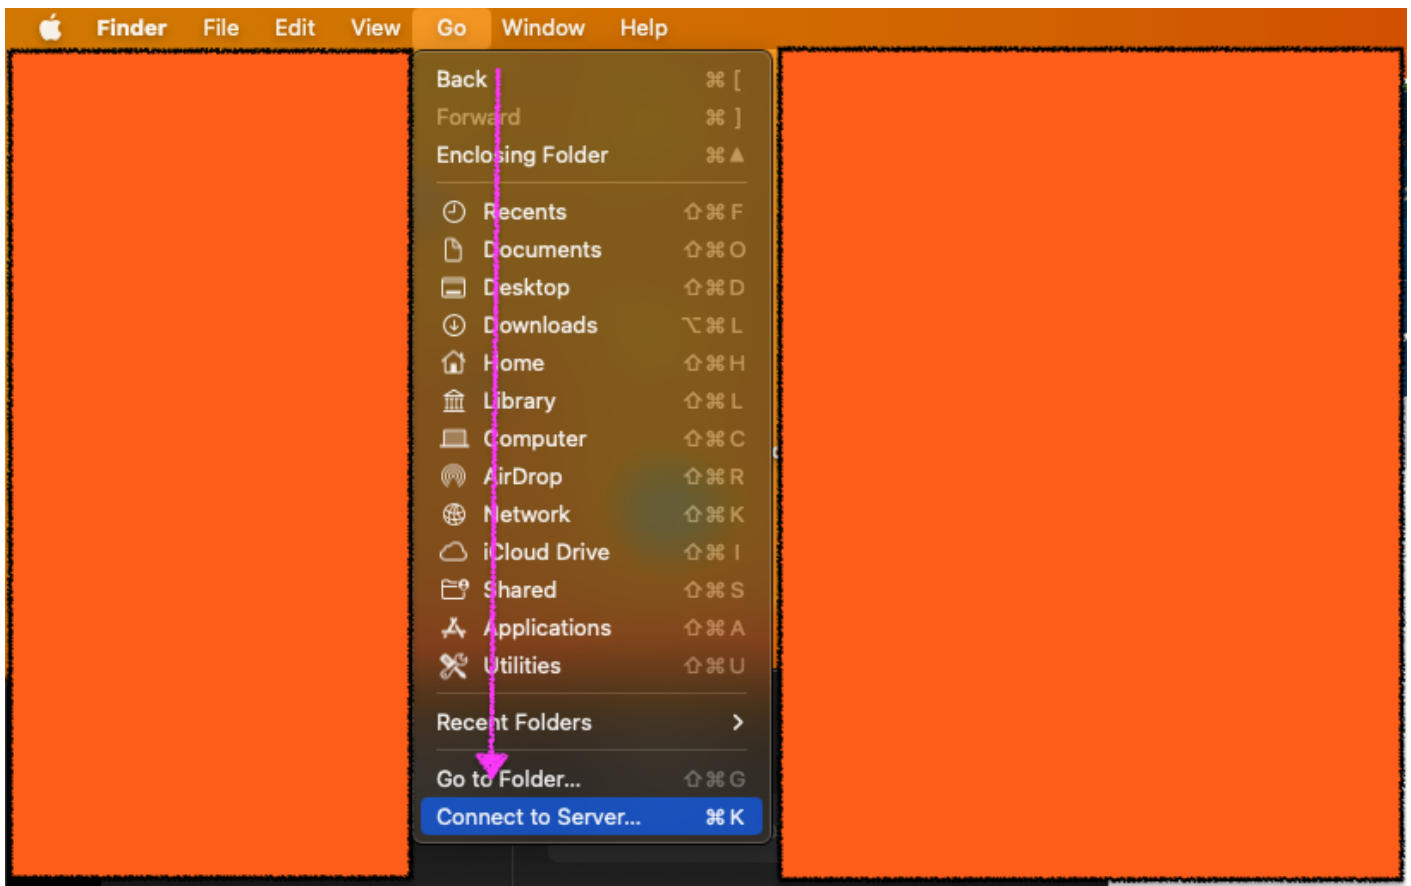 Finder File Edit View Go Window Help
Back ⌘ [
Forward ⌘ ]
Enclosing Folder ⌘ ▲
Recents ⇧ ⌘ F
Documents ⇧ ⌘ O
Desktop ⇧ ⌘ D
Downloads ⌥ ⌘ L
Home ⇧ ⌘ H
Library ⇧ ⌘ L
Computer ⇧ ⌘ C
AirDrop ⇧ ⌘ R
Network ⇧ ⌘ K
iCloud Drive ⇧ ⌘ I
Shared ⇧ ⌘ S
Applications ⇧ ⌘ A
Utilities ⇧ ⌘ U
Recent Folders >
Go to Folder... ⇧ ⌘ G
Connect to Server... ⌘ K